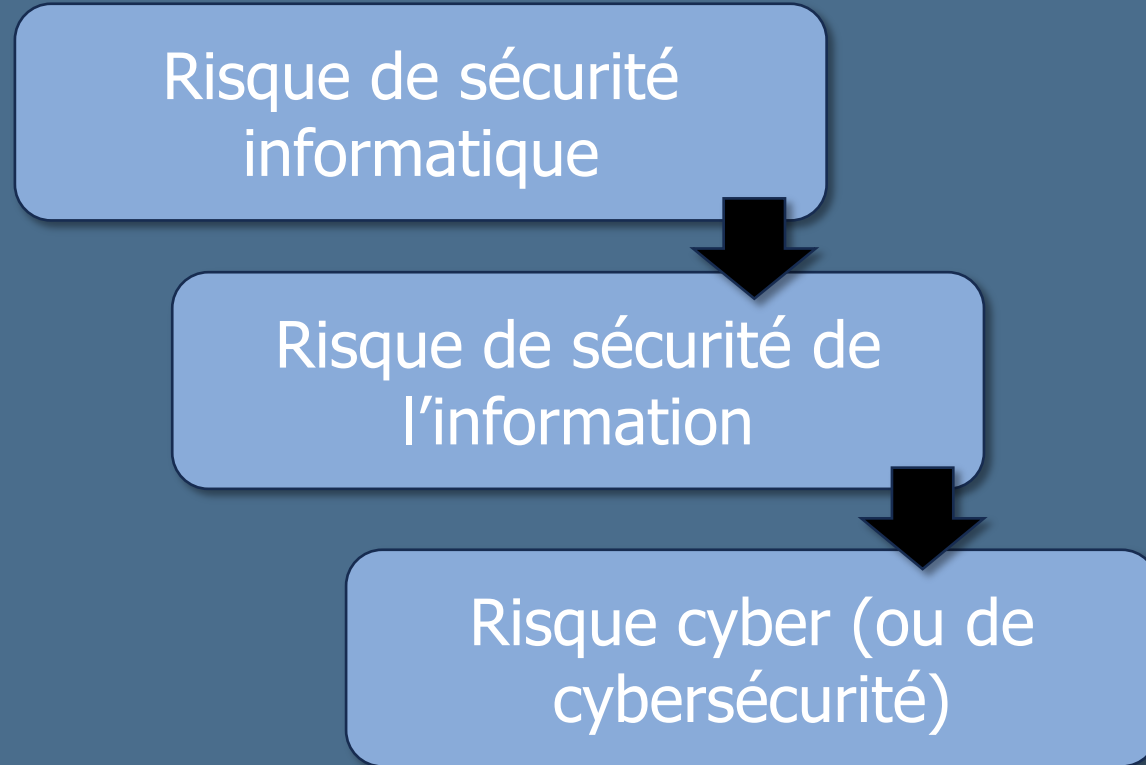 Risque de sécurité
informatique
Risque de sécurité de
l’information
Risque cyber (ou de
cybersécurité)